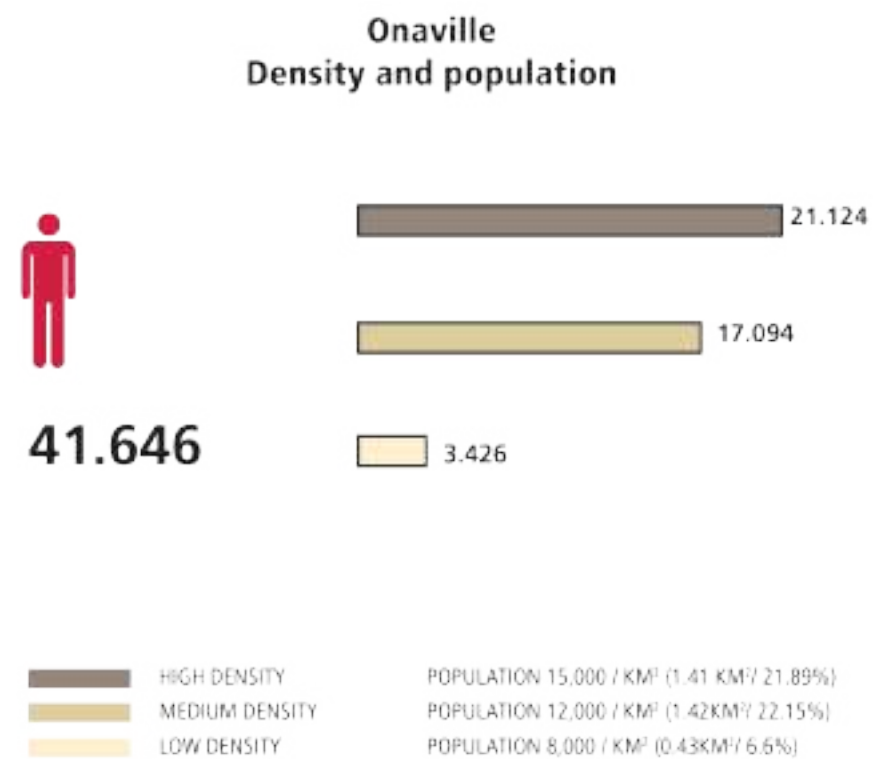 Onaville
Density and population
21.124
17.094
41.646
3.426
HIGH DENSITY POPULATION 15,000 / KM² (1.41 KM²/ 21.89%)
MEDIUM DENSITY POPULATION 12,000 / KM² (1.42KM²/ 22.15%)
LOW DENSITY POPULATION 8,000 / KM² (0.43KM²/ 6.6%)